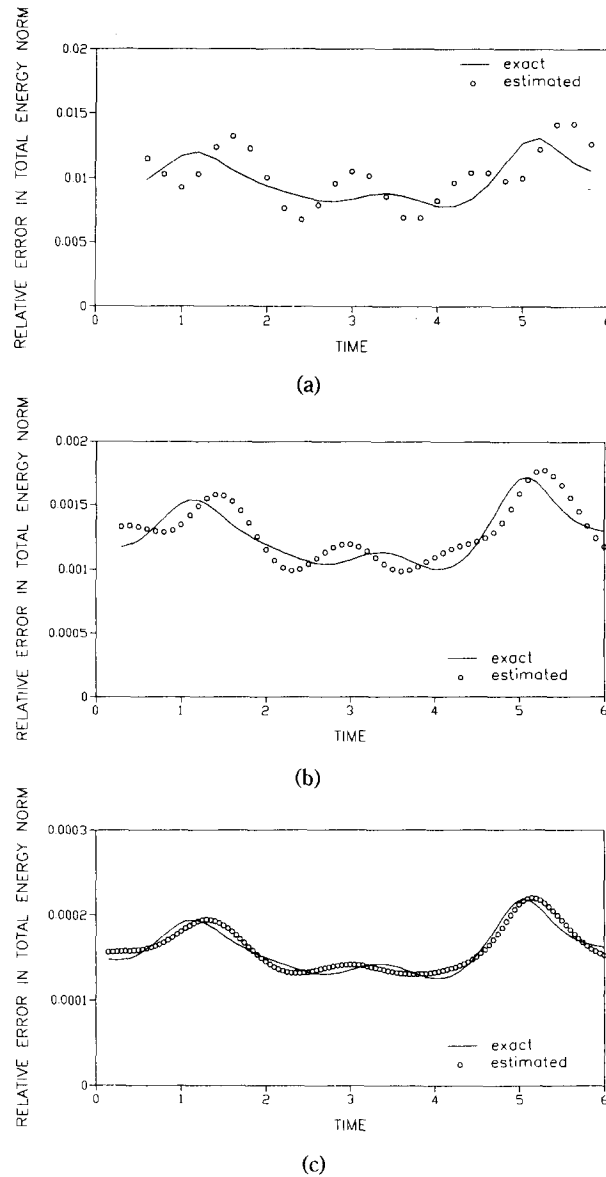 RELATIVE ERROR IN TOTAL ENERGY NORM
0.02
0.015
0.01
0.005
0
exact
estimated
0 1 2 3 4 5 6
TIME
(a)
RELATIVE ERROR IN TOTAL ENERGY NORM
0.002
0.0015
0.001
0.0005
0
exact
estimated
0 1 2 3 4 5 6
TIME
(b)
RELATIVE ERROR IN TOTAL ENERGY NORM
0.0003
0.0002
0.0001
0
exact
estimated
0 1 2 3 4 5 6
TIME
(c)